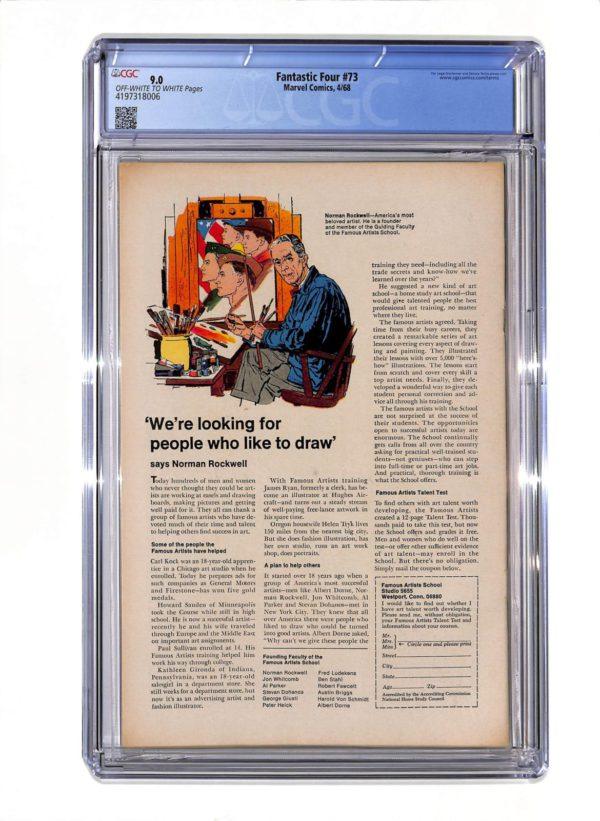 CGC
9.0
OFF-WHITE TO WHITE Pages
4197318006
Fantastic Four #73
Marvel Comics, 4/68
www.cgccomics.com/terms
CGC
Norman Rockwell—America's most
beloved artist. He is a founder
and member of the Guiding Faculty
of the Famous Artists School.
'We're looking for
people who like to draw'
says Norman Rockwell
Today hundreds of men and women
who never thought they could be art-
ists are working at easels and drawing
boards, making pictures and getting
well paid for it. They all can thank a
group of famous artists who have de-
voted much of their time and talent
to helping others find success in art.
Some of the people the
Famous Artists have helped
Carl Kock was an 18-year-old appren-
tice in a Chicago art studio when he
enrolled. Today he prepares ads for
such companies as General Motors
and Firestone—has won five gold
medals.
Howard Sanden of Minneapolis
took the Course while still in high
school. He is now a successful artist—
recently he and his wife traveled
through Europe and the Middle East
on important art assignments.
Paul Sullivan enrolled at 14. His
Famous Artists training helped him
work his way through college.
Kathleen Gironda of Indiana,
Pennsylvania, was an 18-year-old
salesgirl in a department store. She
still works for a department store, but
now it's as an advertising artist and
fashion illustrator.
With Famous Artists training
James Ryan, formerly a clerk, has be-
come an illustrator at Hughes Air-
craft—and turns out a steady stream
of well-paying free-lance artwork in
his spare time.
Oregon housewife Helen Tryk lives
150 miles from the nearest big city.
But she does fashion illustration, has
her own studio, runs an art work
shop, does portraits.
A plan to help others
It started over 18 years ago when a
group of America's most successful
artists—men like Albert Dorne, Nor-
man Rockwell, Jon Whitcomb, Al
Parker and Stevan Dohanos—met in
New York City. They knew that all
over America there were people who
liked to draw who could be turned
into good artists. Albert Dorne asked,
"Why can't we give these people the
Founding Faculty of the
Famous Artists School
Norman Rockwell
Jon Whitcomb
Al Parker
Stevan Dohanos
George Giusti
Peter Helck
Fred Ludekens
Ben Stahl
Robert Fawcett
Austin Briggs
Harold Von Schmidt
Albert Dorne
training they need—including all the
trade secrets and know-how we've
learned over the years?"
He suggested a new kind of art
school—a home study art school—that
would give talented people the best
professional art training, no matter
where they live.
The famous artists agreed. Taking
time from their busy careers, they
created a remarkable series of art
lessons covering every aspect of draw-
ing and painting. They illustrated
their lessons with over 5,000 "here's-
how" illustrations. The lessons start
from scratch and cover every skill a
top artist needs. Finally, they de-
veloped a wonderful way to give each
student personal correction and ad-
vice all through his training.
The famous artists with the School
are not surprised at the success of
their students. The opportunities
open to successful artists today are
enormous. The School continually
gets calls from all over the country
asking for practical well-trained stu-
dents—not geniuses—who can step
into full-time or part-time art jobs.
And practical, thorough training is
what the School offers.
Famous Artists Talent Test
To find others with art talent worth
developing, the Famous Artists
created a 12-page Talent Test. Thou-
sands paid to take this test, but now
the School offers and grades it free.
Men and women who do well on the
test—or offer other sufficient evidence
of art talent—may enroll in the
School. But there's no obligation.
Simply mail the coupon below.
Famous Artists School
Studio 5655
Westport, Conn. 06880
I would like to find out whether I
have art talent worth developing.
Please send me, without obligation,
your Famous Artists Talent Test and
information about your courses.
Mr.
Mrs. ← Circle one and please print
Miss
Street
City
State
Age Zip
Accredited by the Accrediting Commission
National Home Study Council